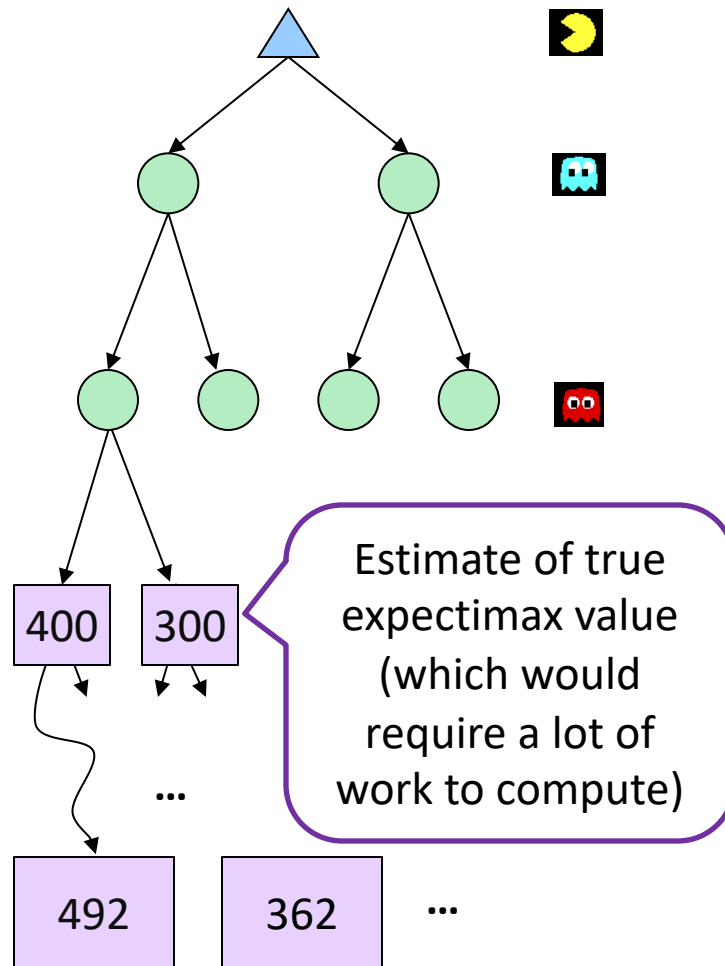 Estimate of true
expectimax value
(which would
require a lot of
work to compute)
400 300
...
492 362 ...